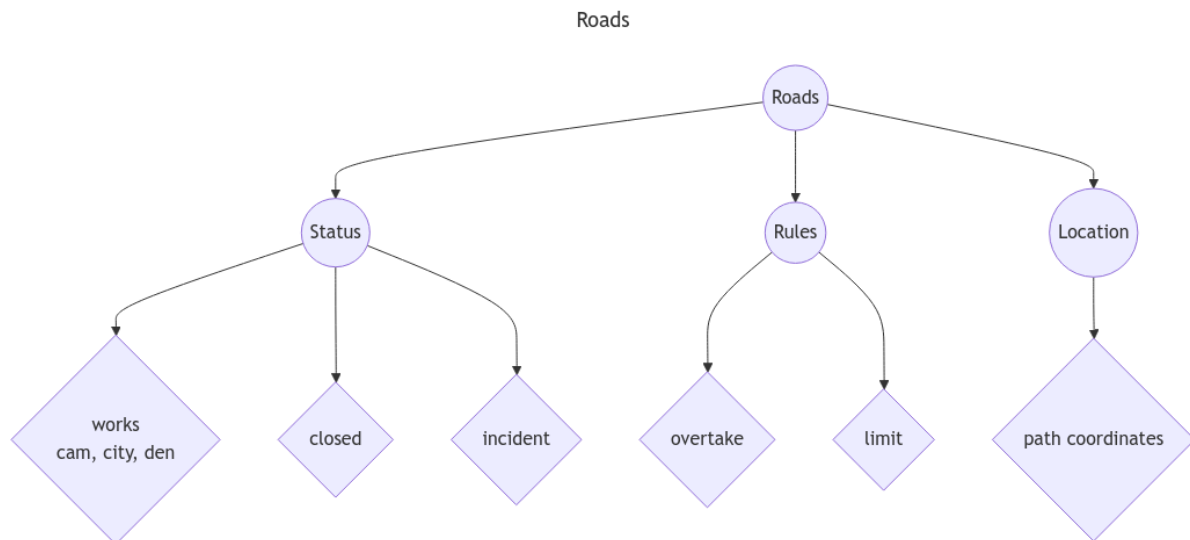 Roads
Roads
Status
Rules
Location
works
cam, city, den
closed
incident
overtake
limit
path coordinates